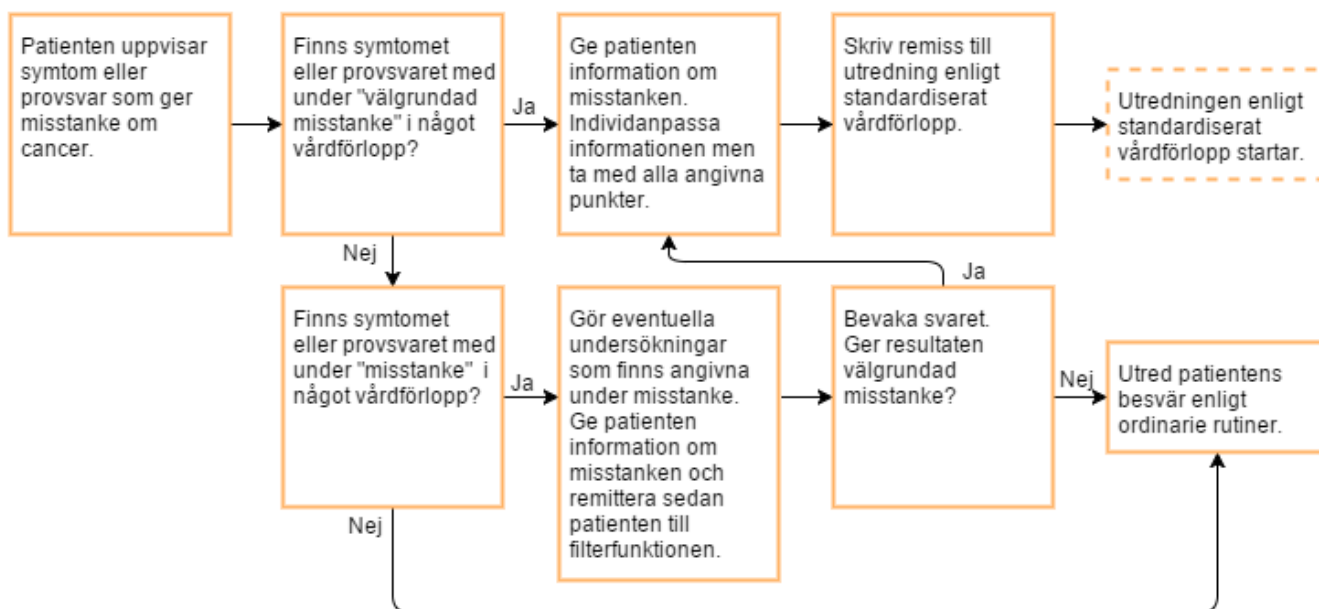 Patienten uppvisar
symtom eller
provsvar som ger
misstanke om
cancer.
Finns symtomet
eller provsvaret med
under "välgrundad
misstanke" i något
vårdförlopp?
Ja
Ge patienten
information om
misstanken.
Individanpassa
informationen men
ta med alla angivna
punkter.
Skriv remiss till
utredning enligt
standardiserat
vårdförlopp.
Utredningen enligt
standardiserat
vårdförlopp startar.
Nej
Ja
Finns symtomet
eller provsvaret med
under "misstanke" i
något vårdförlopp?
Ja
Gör eventuella
undersökningar
som finns angivna
under misstanke.
Ge patienten
information om
misstanken och
remittera sedan
patienten till
filterfunktionen.
Bevaka svaret.
Ger resultaten
välgrundad
misstanke?
Nej
Utred patientens
besvär enligt
ordinarie rutiner.
Nej